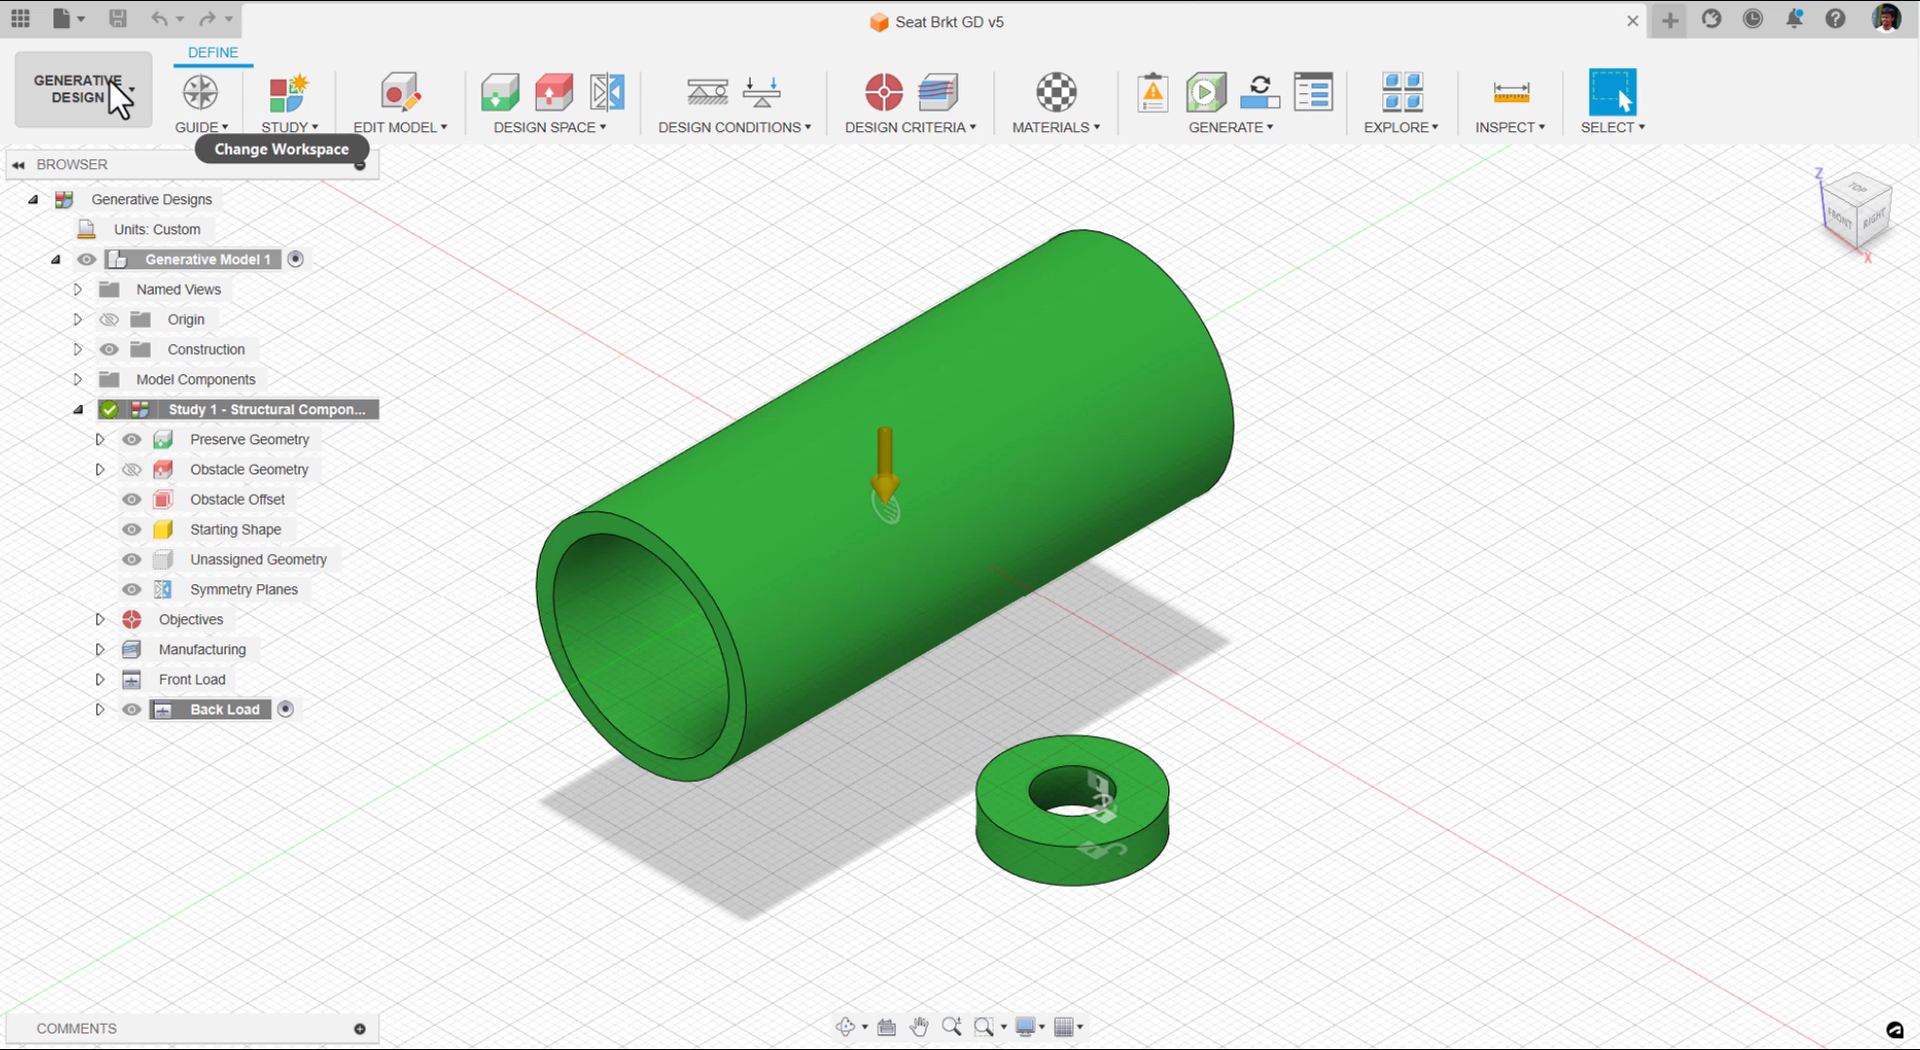 Seat Brkt GD v5
DEFINE
GENERATIVE
DESIGN
GUIDE
STUDY
EDIT MODEL
DESIGN SPACE
DESIGN CONDITIONS
DESIGN CRITERIA
MATERIALS
GENERATE
EXPLORE
INSPECT
SELECT
Change Workspace
BROWSER
Generative Designs
Units: Custom
Generative Model 1
Named Views
Origin
Construction
Model Components
Study 1 - Structural Compon...
Preserve Geometry
Obstacle Geometry
Obstacle Offset
Starting Shape
Unassigned Geometry
Symmetry Planes
Objectives
Manufacturing
Front Load
Back Load
Z
TOP
FRONT
RIGHT
X
COMMENTS